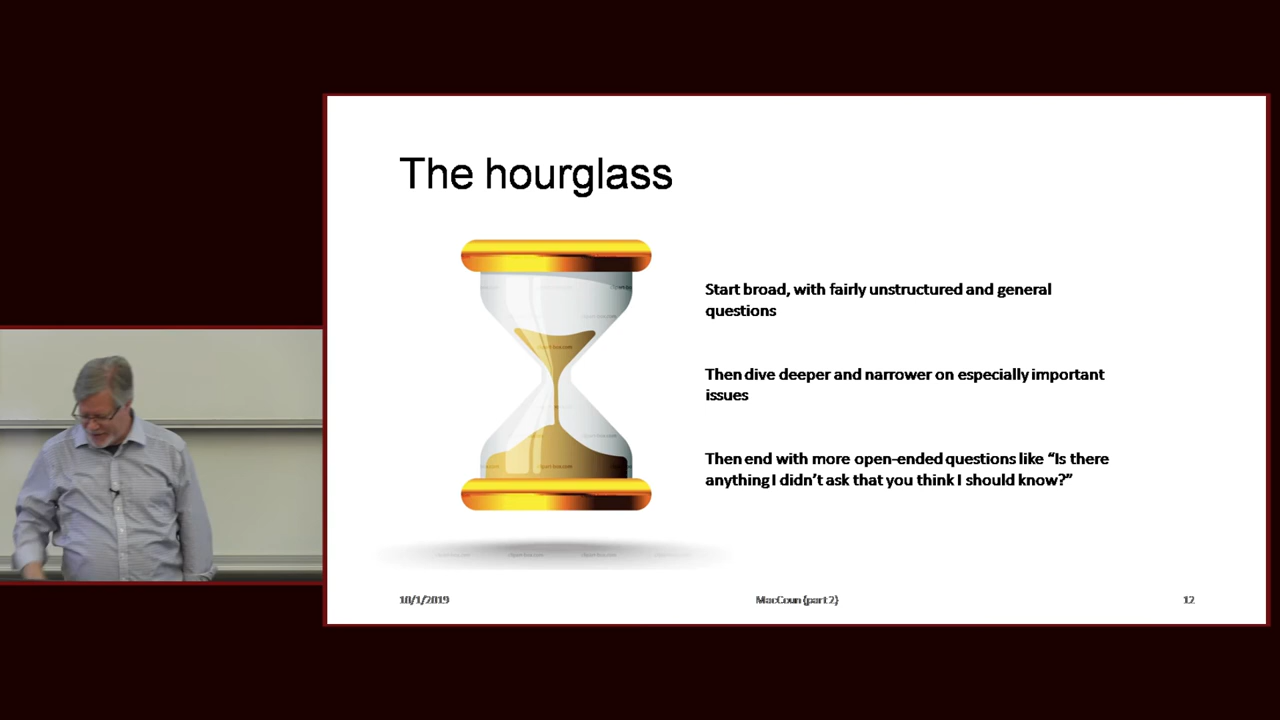 The hourglass
Start broad, with fairly unstructured and general
questions
Then dive deeper and narrower on especially important
issues
Then end with more open-ended questions like “Is there
anything I didn’t ask that you think I should know?”
10/1/2019
MacCoun (part 2)
12